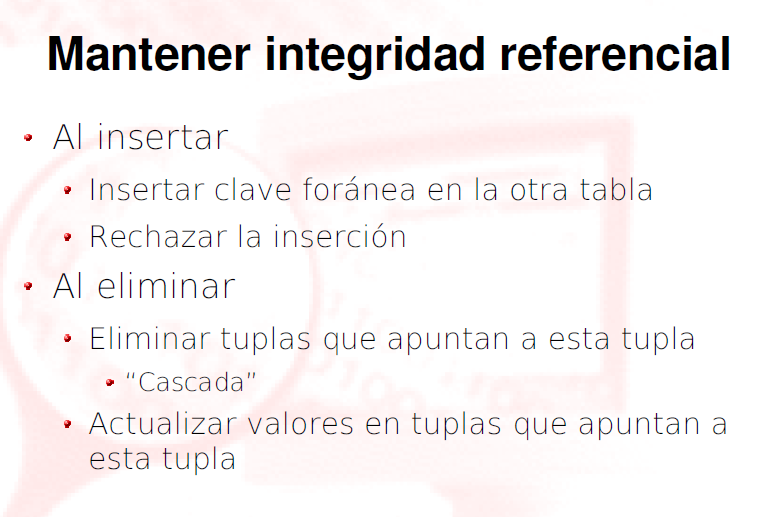 Mantener integridad referencial
Al insertar
Insertar clave foránea en la otra tabla
Rechazar la inserción
Al eliminar
Eliminar tuplas que apuntan a esta tupla
“Cascada”
Actualizar valores en tuplas que apuntan a
esta tupla